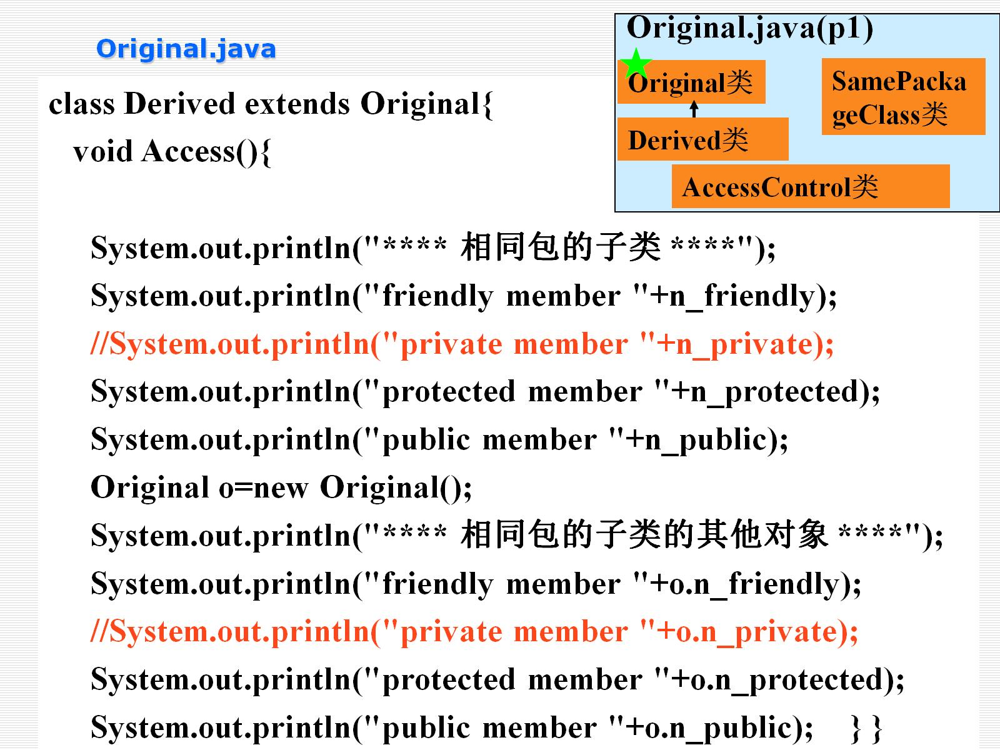 Original.java
Original.java(p1)
Original类
SamePacka
geClass类
Derived类
AccessControl类
class Derived extends Original{
void Access(){
System.out.println("**** 相同包的子类 ****");
System.out.println("friendly member "+n_friendly);
//System.out.println("private member "+n_private);
System.out.println("protected member "+n_protected);
System.out.println("public member "+n_public);
Original o=new Original();
System.out.println("**** 相同包的子类的其他对象 ****");
System.out.println("friendly member "+o.n_friendly);
//System.out.println("private member "+o.n_private);
System.out.println("protected member "+o.n_protected);
System.out.println("public member "+o.n_public); } }